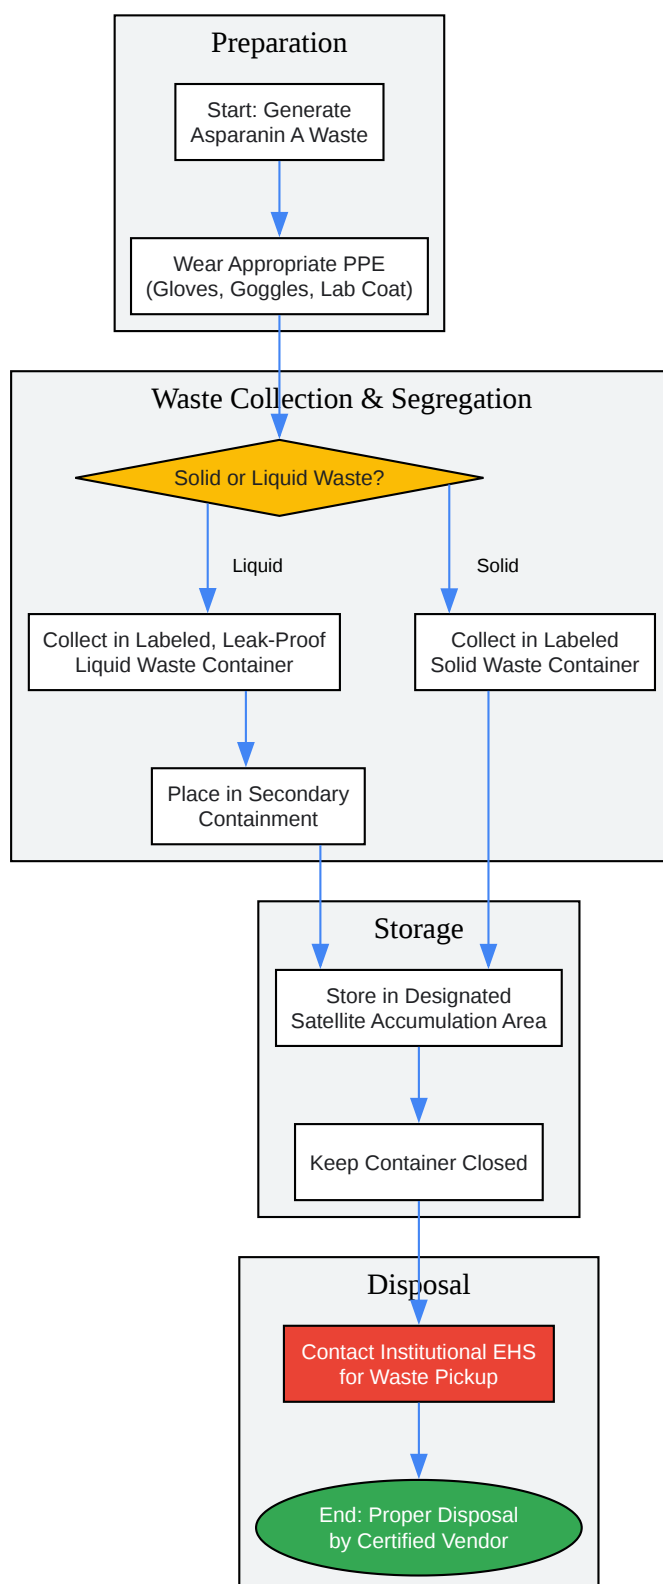 Preparation
Start: Generate
Asparanin A Waste
Wear Appropriate PPE
(Gloves, Goggles, Lab Coat)
Waste Collection & Segregation
Solid or Liquid Waste?
Liquid
Solid
Collect in Labeled, Leak-Proof
Liquid Waste Container
Collect in Labeled
Solid Waste Container
Place in Secondary
Containment
Storage
Store in Designated
Satellite Accumulation Area
Keep Container Closed
Disposal
Contact Institutional EHS
for Waste Pickup
End: Proper Disposal
by Certified Vendor